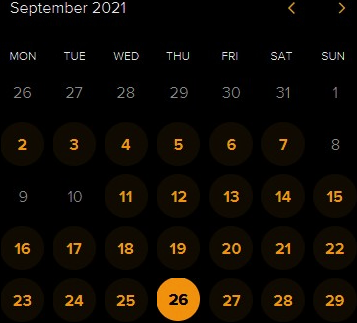 September 2021
MON TUE WED THU FRI SAT SUN
26 27 28 29 30 31 1
2 3 4 5 6 7 8
9 10 11 12 13 14 15
16 17 18 19 20 21 22
23 24 25 26 27 28 29